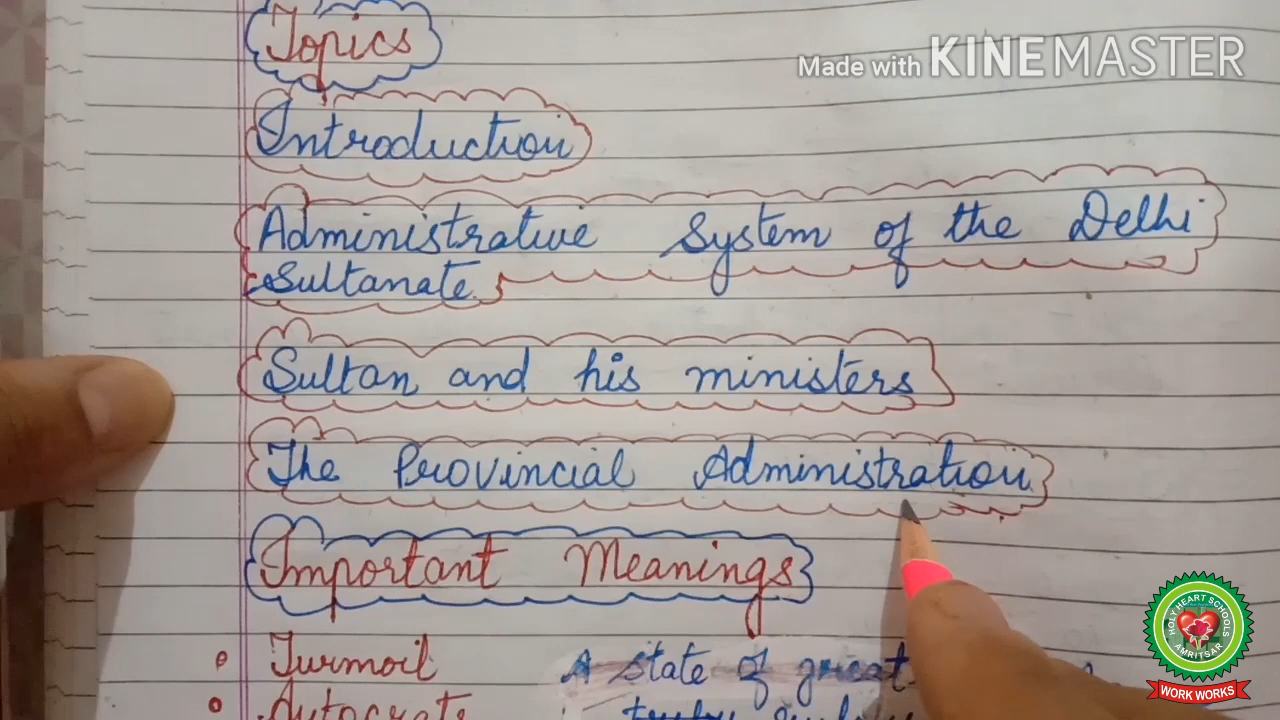 Topics
Made with KINEMASTER
Introduction
Administrative System of the Delhi
Sultanate
Sultan and his ministers
The Provincial Administration
Important Meanings
• Turmoil A state of great
• Autocrate
HOLY HEART SCHOOLS
AMRITSAR
WORK WORKS